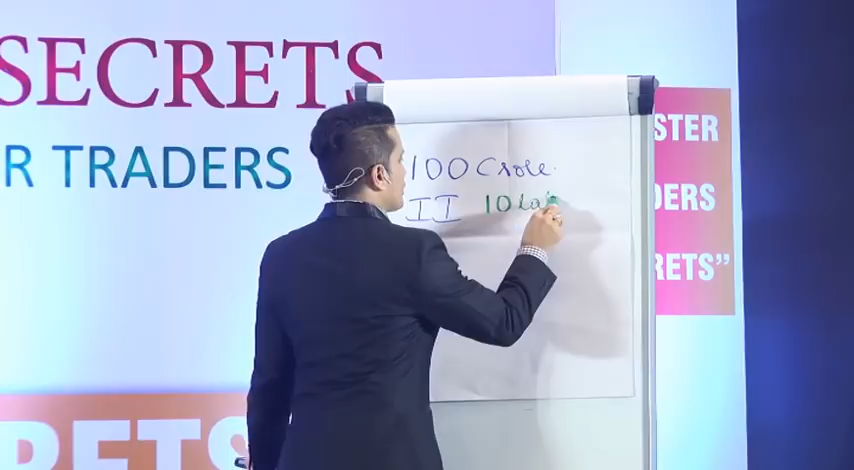 SECRETS
R TRADERS
100 Crore.
II 10 La
STER
DERS
RETS”
RETS